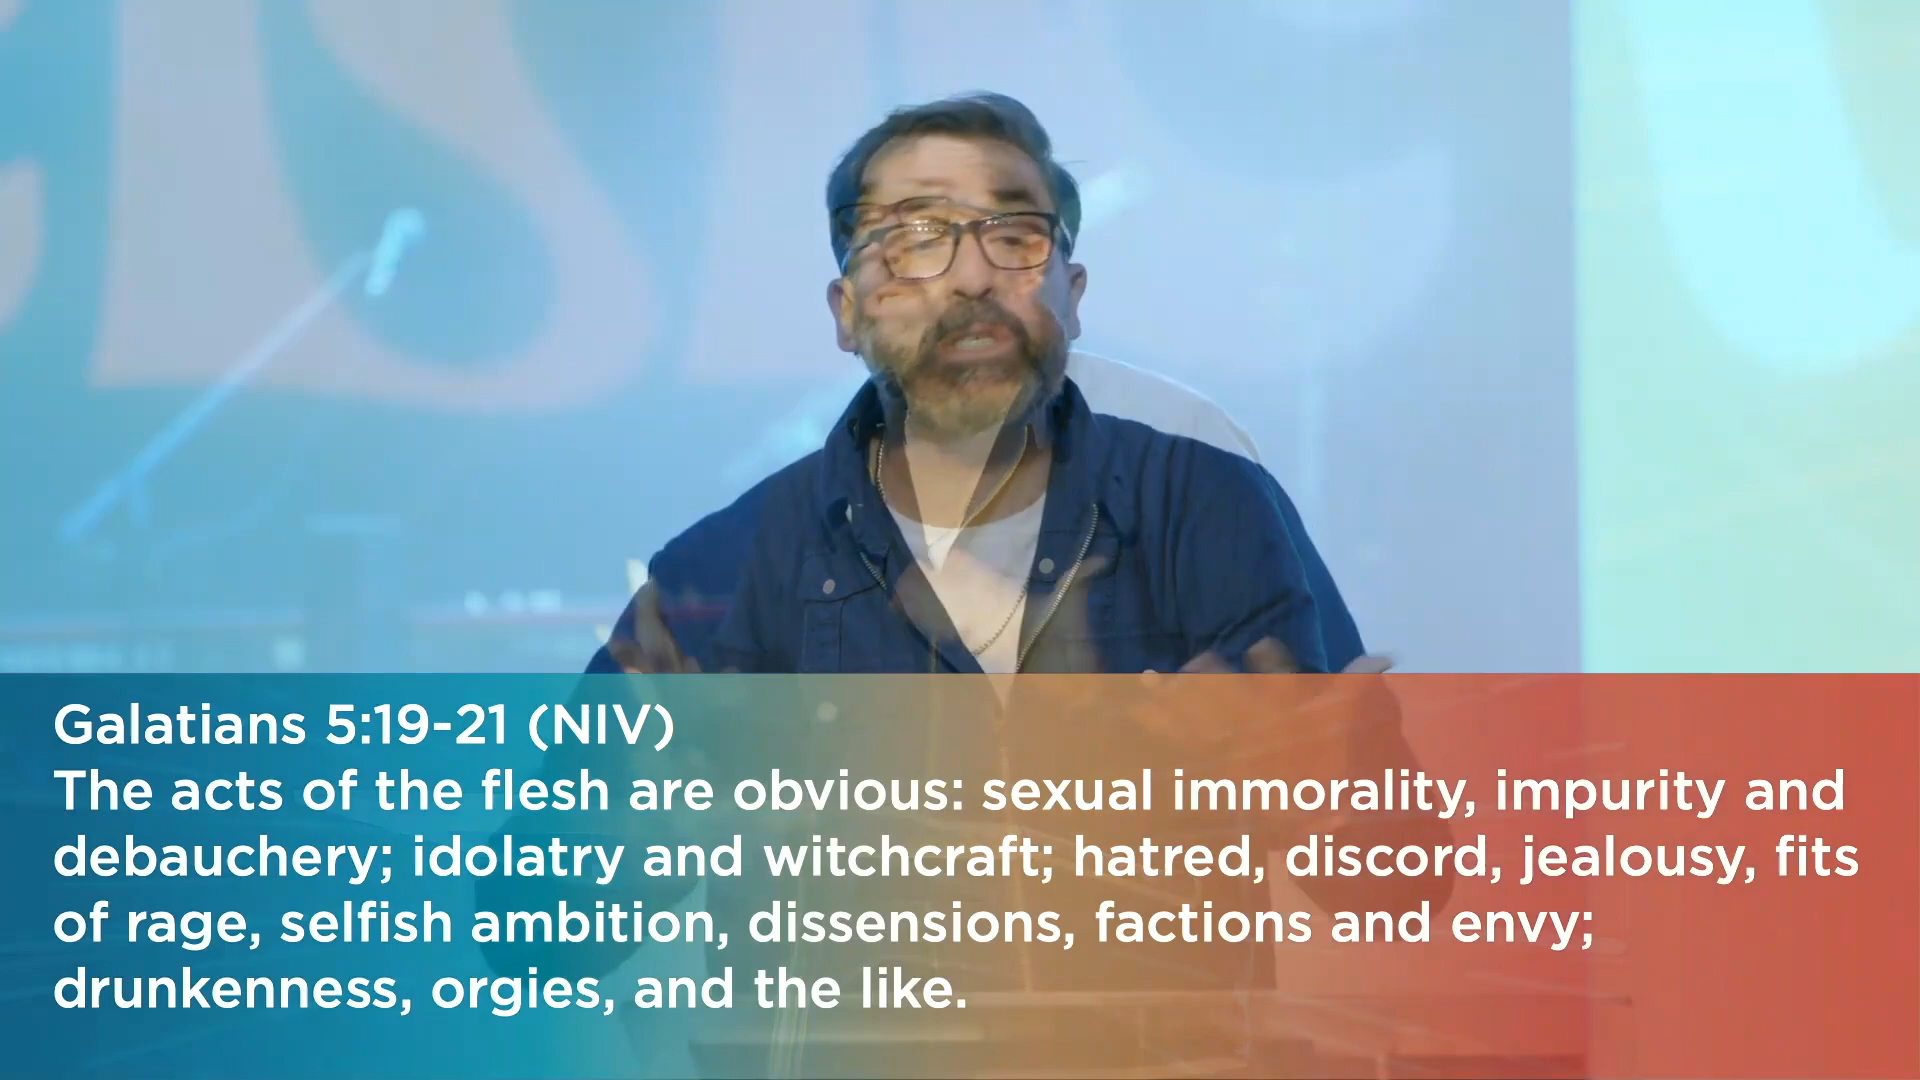 Galatians 5:19-21 (NIV)
The acts of the flesh are obvious: sexual immorality, impurity and
debauchery; idolatry and witchcraft; hatred, discord, jealousy, fits
of rage, selfish ambition, dissensions, factions and envy;
drunkenness, orgies, and the like.